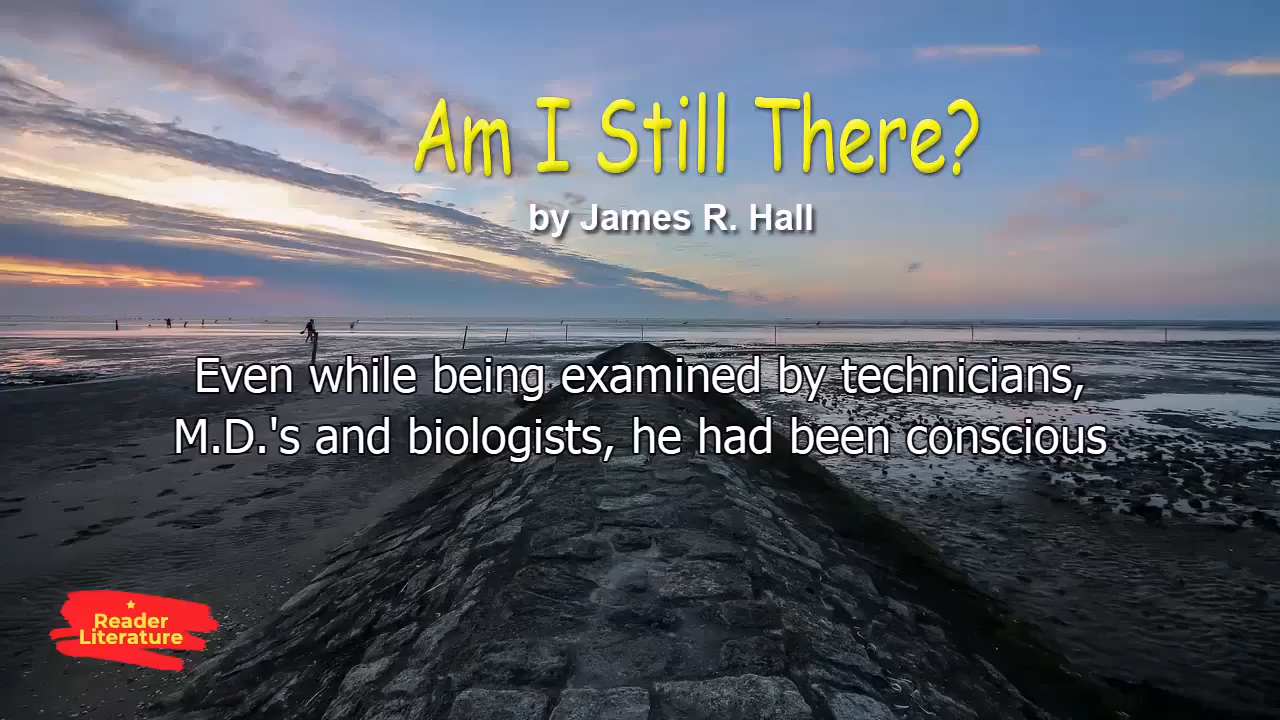 Am I Still There?
by James R. Hall
Even while being examined by technicians,
M.D.'s and biologists, he had been conscious
Reader
Literature